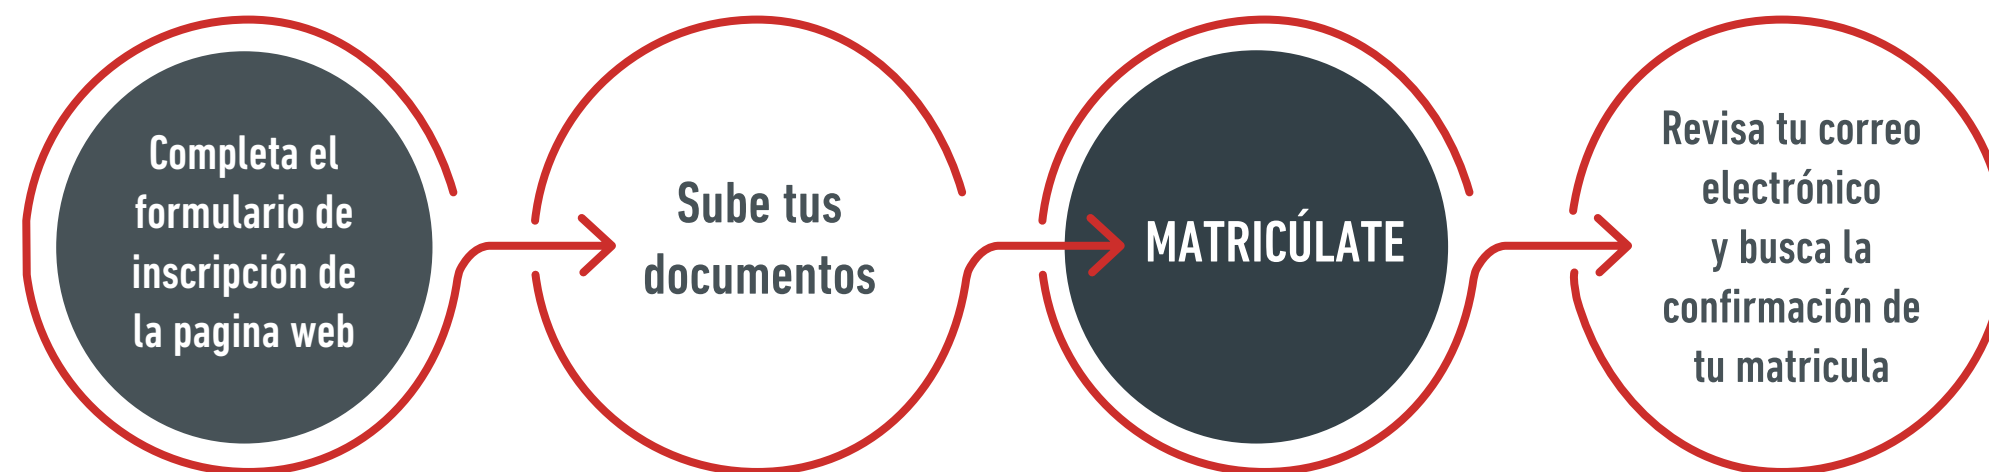 Completa el
formulario de
inscripción de
la pagina web
Sube tus
documentos
MATRICÚLATE
Revisa tu correo
electrónico
y busca la
confirmación de
tu matricula